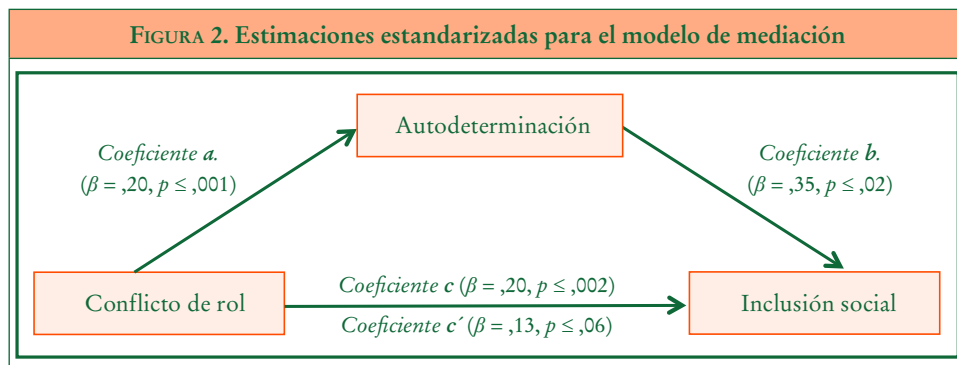 FIGURA 2. Estimaciones estandarizadas para el modelo de mediación
Autodeterminación
Coeficiente a.
(β = ,20, p ≤ ,001)
Coeficiente b.
(β = ,35, p ≤ ,02)
Conflicto de rol
Coeficiente c (β = ,20, p ≤ ,002)
Coeficiente c´ (β = ,13, p ≤ ,06)
Inclusión social